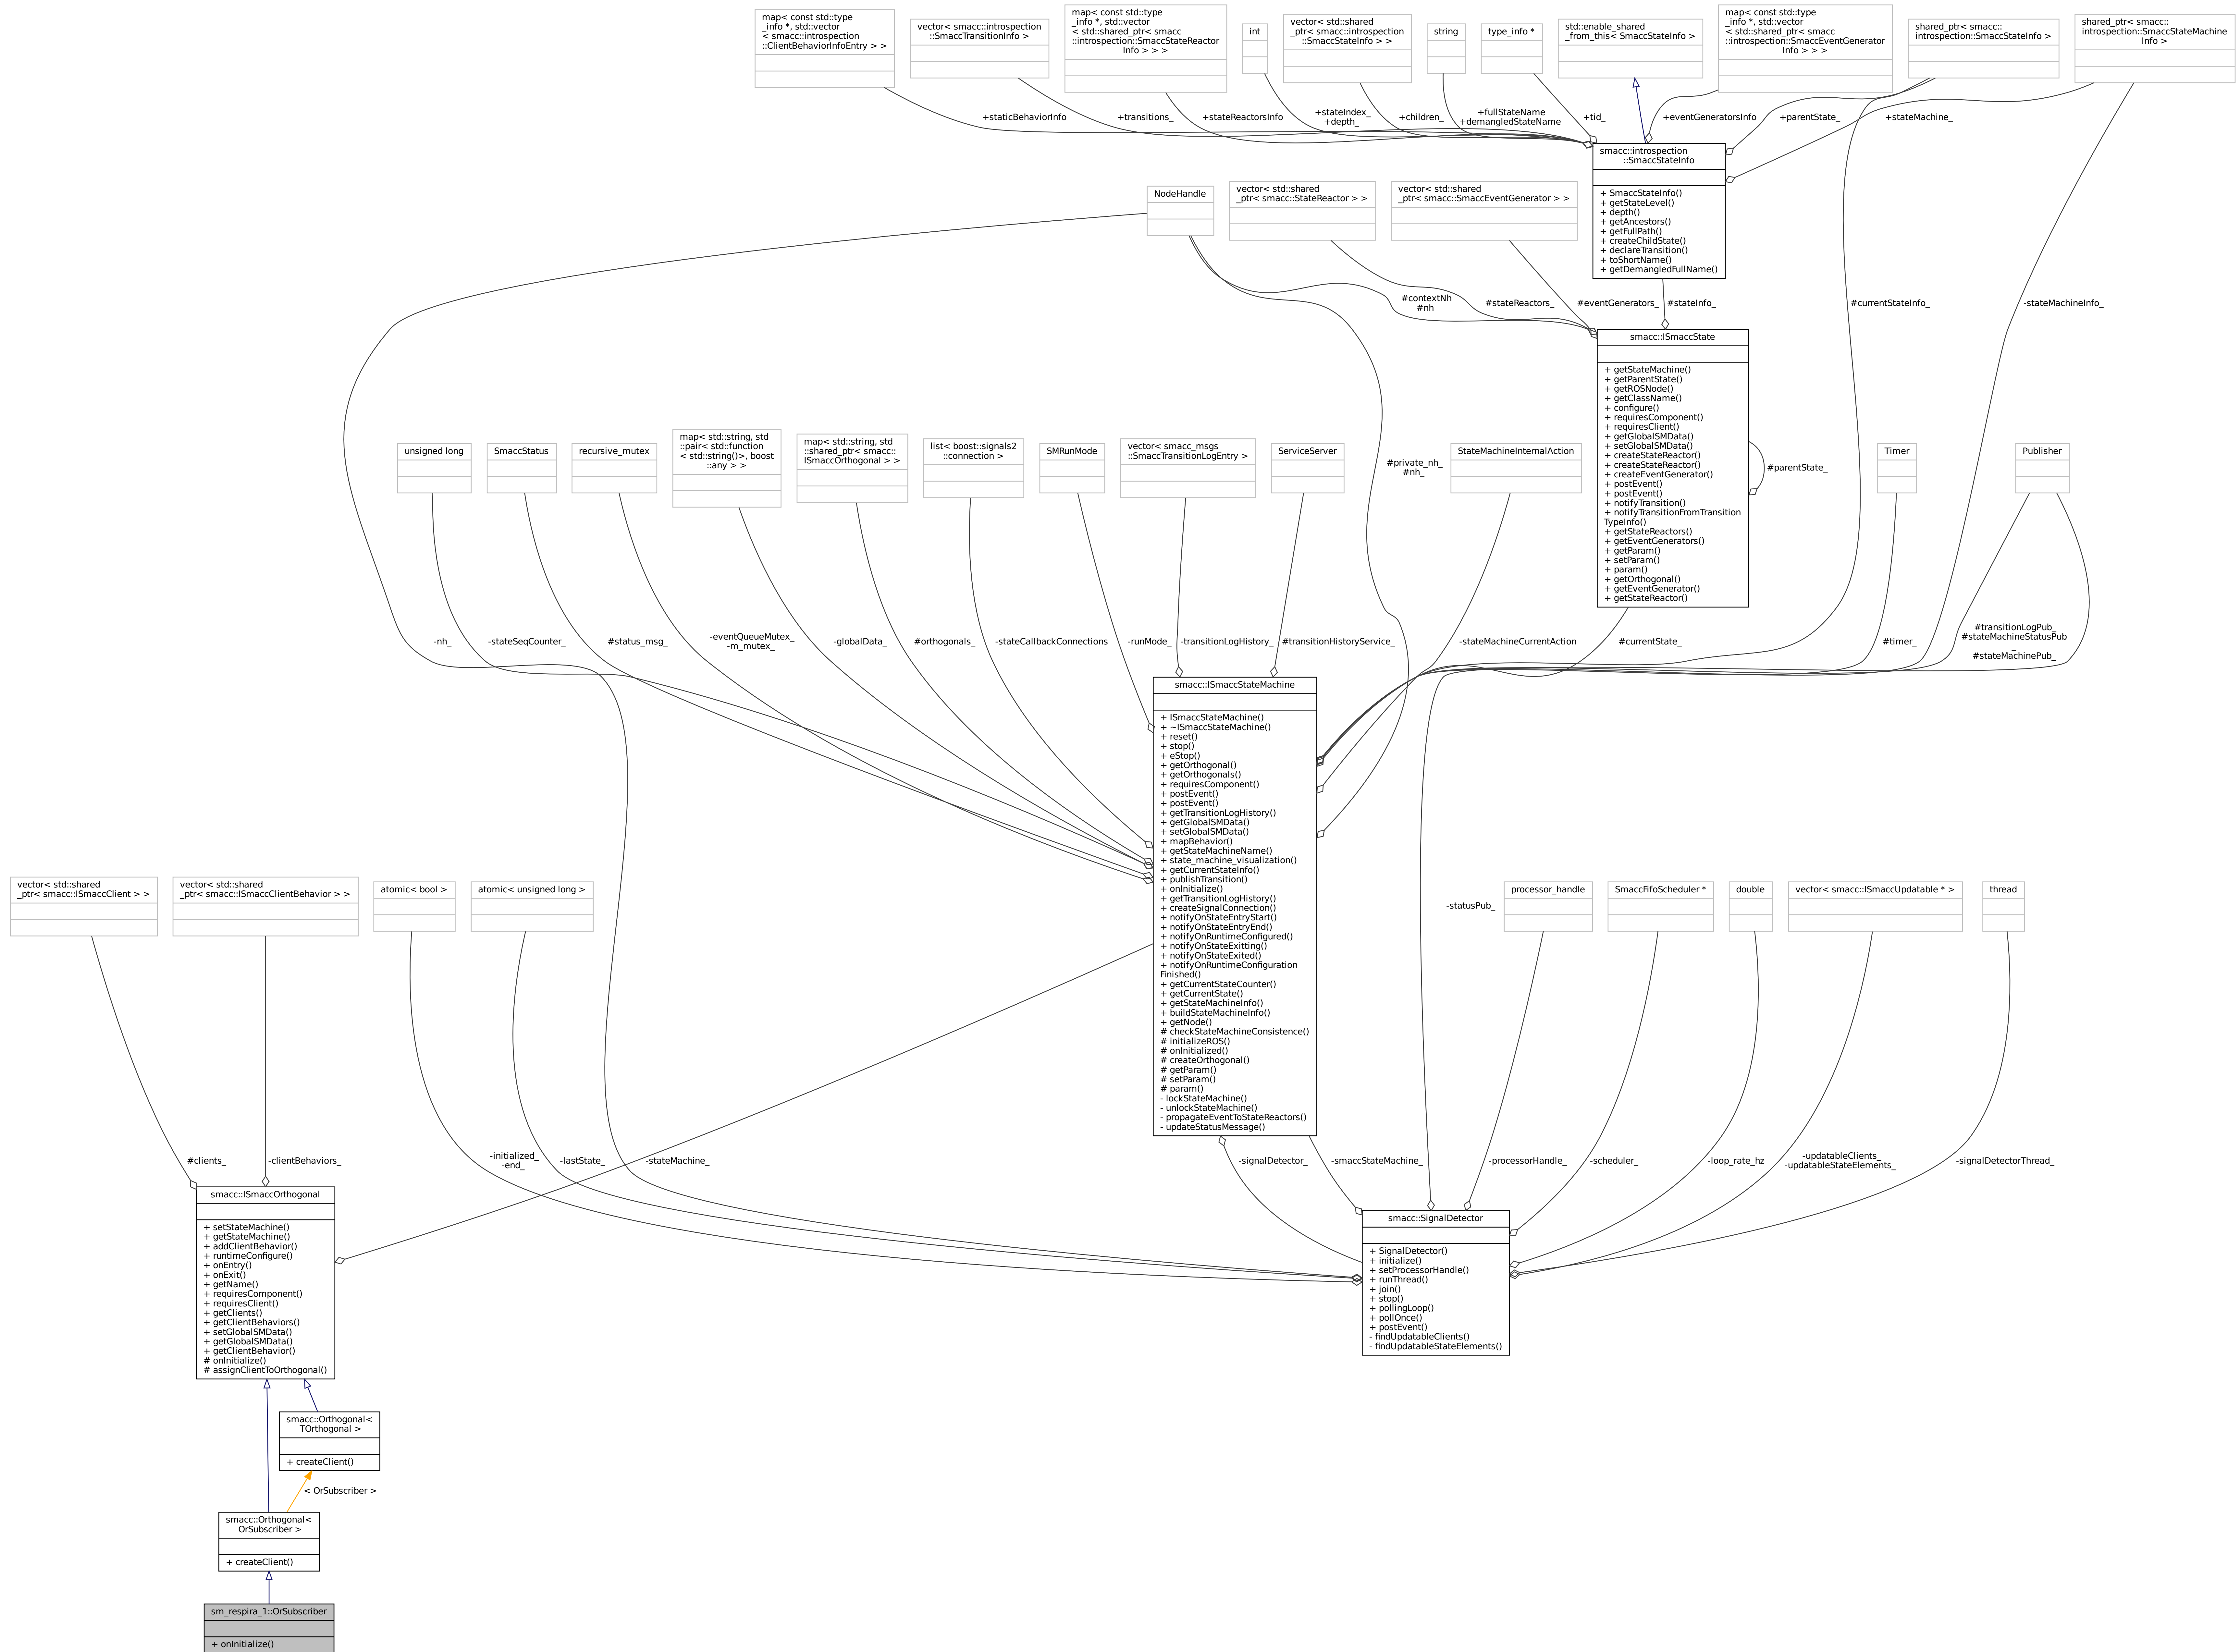 map< const std::type
_info *, std::vector
< smacc::introspection
::ClientBehaviorInfoEntry > >
vector< smacc::introspection
::SmaccTransitionInfo >
map< const std::type
_info *, std::vector
< std::shared_ptr< smacc
::introspection::SmaccStateReactor
Info > > >
int
vector< std::shared
_ptr< smacc::introspection
::SmaccStateInfo > >
string
type_info *
std::enable_shared
_from_this< SmaccStateInfo >
map< const std::type
_info *, std::vector
< std::shared_ptr< smacc
::introspection::SmaccEventGenerator
Info > > >
shared_ptr< smacc::
introspection::SmaccStateInfo >
shared_ptr< smacc::
introspection::SmaccStateMachine
Info >
+staticBehaviorInfo
+transitions_
+stateReactorsInfo
+stateIndex_
+depth_
+children_
+fullStateName
+demangledStateName
+tid_
+eventGeneratorsInfo
+parentState_
+stateMachine_
smacc::introspection
::SmaccStateInfo
+ SmaccStateInfo()
+ getStateLevel()
+ depth()
+ getAncestors()
+ getFullPath()
+ createChildState()
+ declareTransition()
+ toShortName()
+ getDemangledFullName()
NodeHandle
vector< std::shared
_ptr< smacc::StateReactor > >
vector< std::shared
_ptr< smacc::SmaccEventGenerator > >
#contextNh
#nh
#stateReactors_
#eventGenerators_
#stateInfo_
#currentStateInfo_
-stateMachineInfo_
smacc::ISmaccState
+ getStateMachine()
+ getParentState()
+ getROSNode()
+ getClassName()
+ configure()
+ requiresComponent()
+ requiresClient()
+ getGlobalSMData()
+ setGlobalSMData()
+ createStateReactor()
+ createStateReactor()
+ createEventGenerator()
+ postEvent()
+ postEvent()
+ notifyTransition()
+ notifyTransitionFromTransition
TypeInfo()
+ getStateReactors()
+ getEventGenerators()
+ getParam()
+ setParam()
+ param()
+ getOrthogonal()
+ getEventGenerator()
+ getStateReactor()
#parentState_
unsigned long
SmaccStatus
recursive_mutex
map< std::string, std
::pair< std::function
< std::string()>, boost
::any > >
map< std::string, std
::shared_ptr< smacc::
ISmaccOrthogonal > >
list< boost::signals2
::connection >
SMRunMode
vector< smacc_msgs
::SmaccTransitionLogEntry >
ServiceServer
#private_nh_
#nh_
StateMachineInternalAction
Timer
Publisher
-nh_
-stateSeqCounter_
#status_msg_
-eventQueueMutex_
-m_mutex_
-globalData_
#orthogonals_
-stateCallbackConnections
-runMode_
-transitionLogHistory_
#transitionHistoryService_
-stateMachineCurrentAction
#currentState_
#timer_
#transitionLogPub_
#stateMachineStatusPub
_
#stateMachinePub_
smacc::ISmaccStateMachine
+ ISmaccStateMachine()
+ ~ISmaccStateMachine()
+ reset()
+ stop()
+ eStop()
+ getOrthogonal()
+ getOrthogonals()
+ requiresComponent()
+ postEvent()
+ postEvent()
+ getTransitionLogHistory()
+ getGlobalSMData()
+ setGlobalSMData()
+ mapBehavior()
+ getStateMachineName()
+ state_machine_visualization()
+ getCurrentStateInfo()
+ publishTransition()
+ onInitialize()
+ getTransitionLogHistory()
+ createSignalConnection()
+ notifyOnStateEntryStart()
+ notifyOnStateEntryEnd()
+ notifyOnRuntimeConfigured()
+ notifyOnStateExitting()
+ notifyOnStateExited()
+ notifyOnRuntimeConfiguration
Finished()
+ getCurrentStateCounter()
+ getCurrentState()
+ getStateMachineInfo()
+ buildStateMachineInfo()
+ getNode()
# checkStateMachineConsistence()
# initializeROS()
# onInitialized()
# createOrthogonal()
# getParam()
# setParam()
# param()
- lockStateMachine()
- unlockStateMachine()
- propagateEventToStateReactors()
- updateStatusMessage()
vector< std::shared
_ptr< smacc::ISmaccClient > >
vector< std::shared
_ptr< smacc::ISmaccClientBehavior > >
atomic< bool >
atomic< unsigned long >
-statusPub_
processor_handle
SmaccFifoScheduler *
double
vector< smacc::ISmaccUpdatable * >
thread
#clients_
-clientBehaviors_
-initialized_
-end_
-lastState_
-stateMachine_
-signalDetector_
-smaccStateMachine_
-processorHandle_
-scheduler_
-loop_rate_hz
-updatableClients_
-updatableStateElements_
-signalDetectorThread_
smacc::ISmaccOrthogonal
+ setStateMachine()
+ getStateMachine()
+ addClientBehavior()
+ runtimeConfigure()
+ onEntry()
+ onExit()
+ getName()
+ requiresComponent()
+ requiresClient()
+ getClients()
+ getClientBehaviors()
+ setGlobalSMData()
+ getGlobalSMData()
+ getClientBehavior()
# onInitialize()
# assignClientToOrthogonal()
smacc::SignalDetector
+ SignalDetector()
+ initialize()
+ setProcessorHandle()
+ runThread()
+ join()
+ stop()
+ pollingLoop()
+ pollOnce()
+ postEvent()
- findUpdatableClients()
- findUpdatableStateElements()
smacc::Orthogonal<
TOrthogonal >
+ createClient()
< OrSubscriber >
smacc::Orthogonal<
OrSubscriber >
+ createClient()
sm_respira_1::OrSubscriber
+ onInitialize()